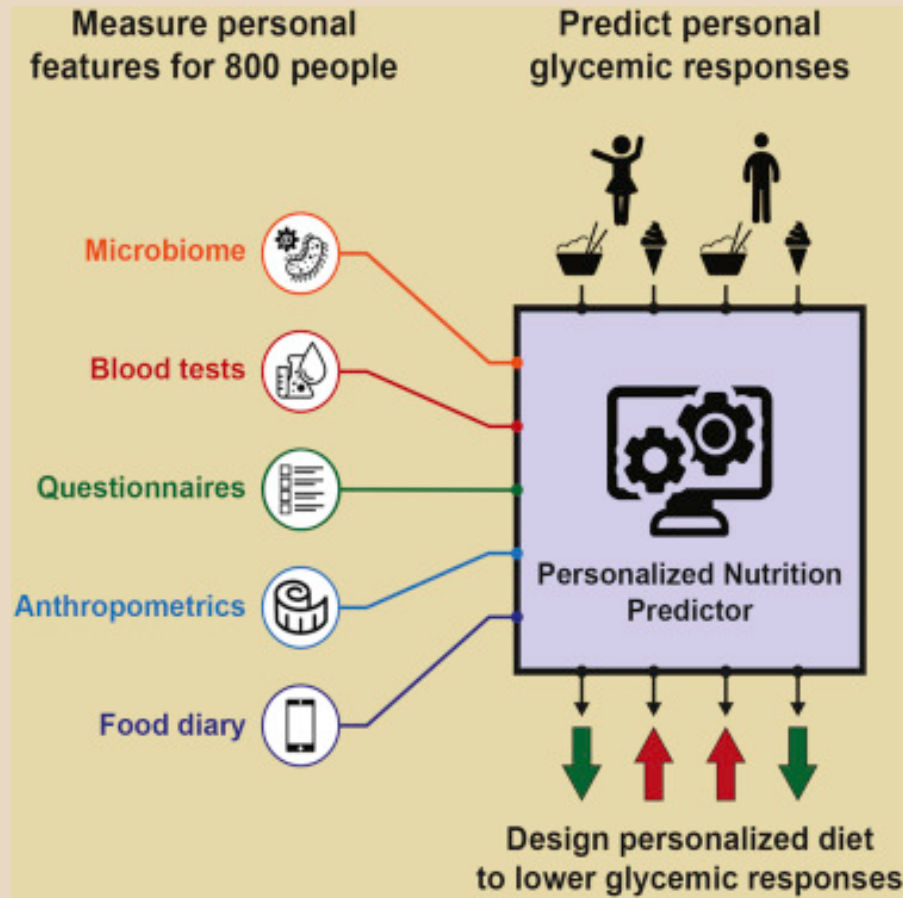 Measure personal
features for 800 people
Predict personal
glycemic responses
Microbiome
Blood tests
Questionnaires
Anthropometrics
Food diary
Personalized Nutrition
Predictor
Design personalized diet
to lower glycemic responses